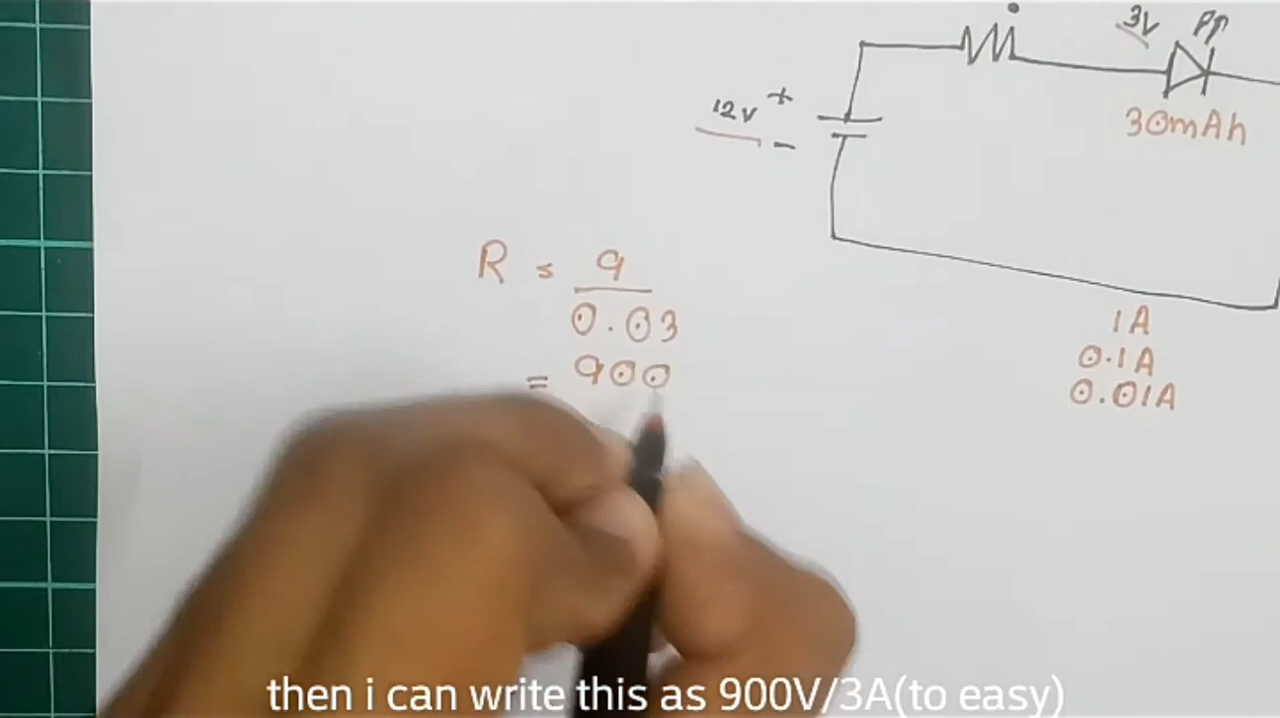 3V
12V + -
30mAh
R = 9
0.03
= 900
1A
0.1A
0.01A
then i can write this as 900V/3A(to easy)